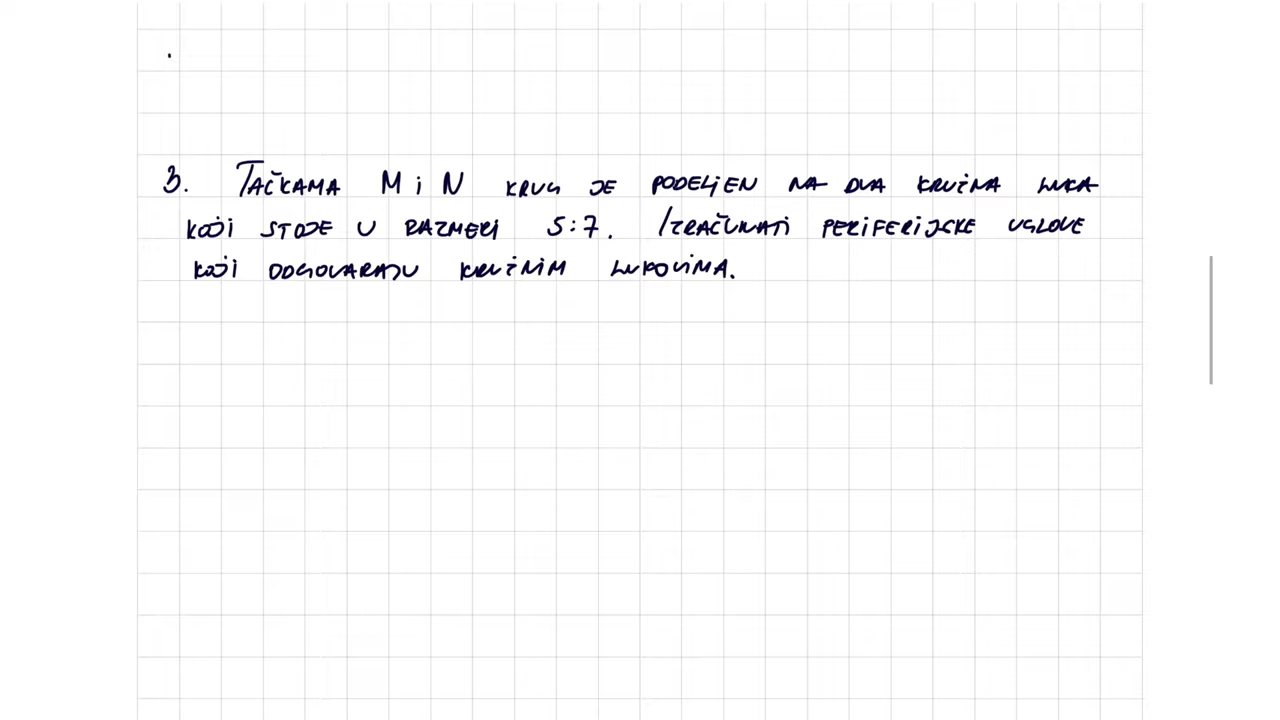 3. TAČKAMA M i N KRUG JE PODELJEN NA DVA KRUŽNA LUKA
KOJI STOJE U RAZMERI 5:7. IZRAČUNATI PERIFERIJSKE UGLOVE
KOJI ODGOVARAJU KRUŽNIM LUKOVIMA.